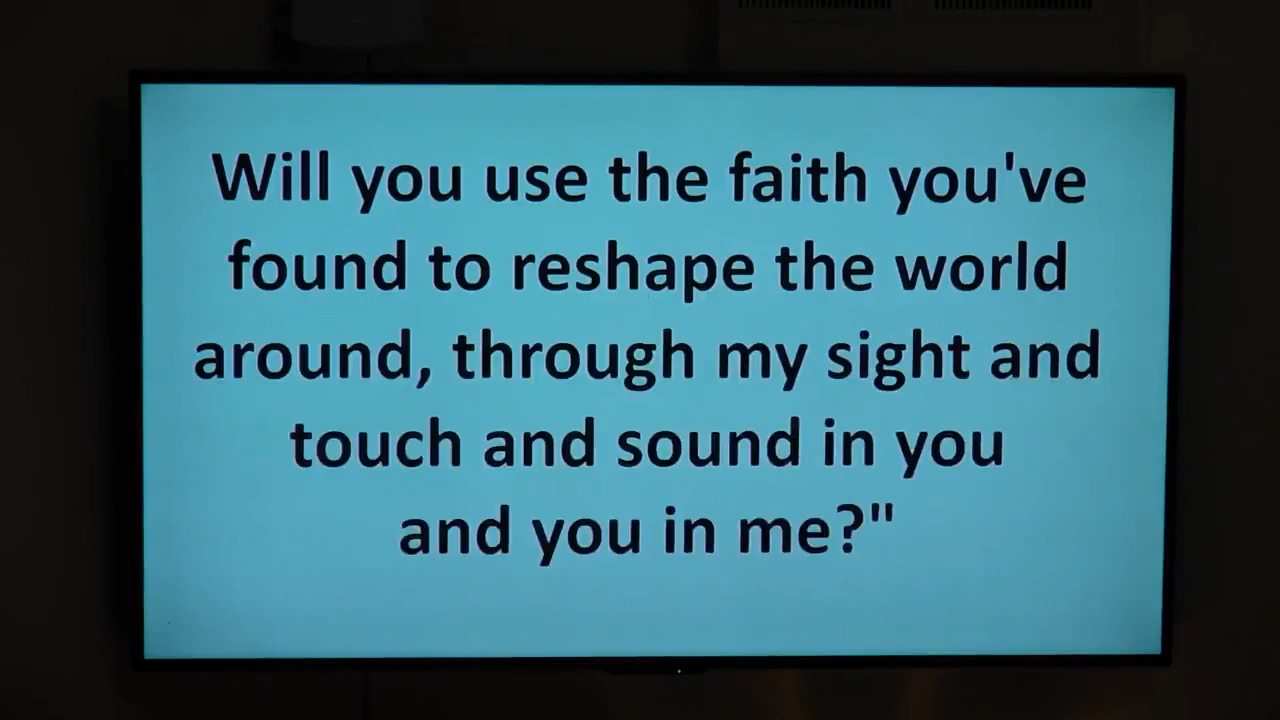 Will you use the faith you've
found to reshape the world
around, through my sight and
touch and sound in you
and you in me?"